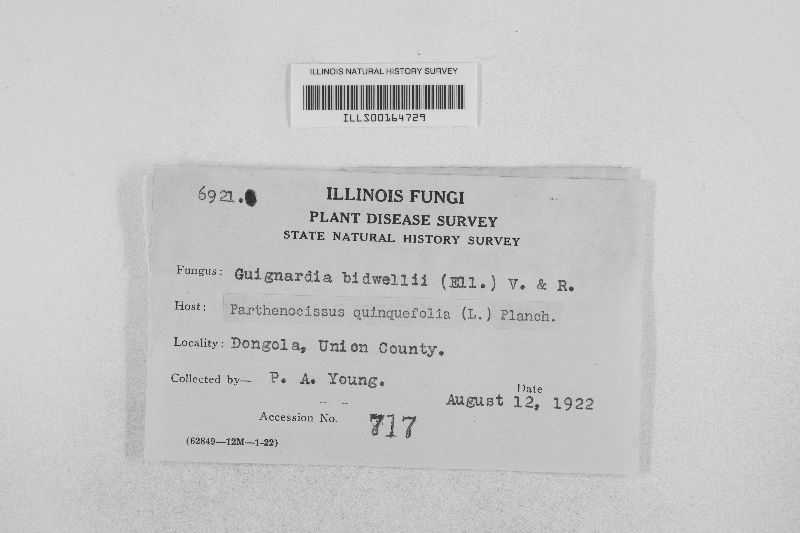 ILLINOIS NATURAL HISTORY SURVEY
ILLS00164729
6921.
ILLINOIS FUNGI
PLANT DISEASE SURVEY
STATE NATURAL HISTORY SURVEY
Fungus: Guignardia bidwellii (Ell.) V. & R.
Host: Parthenocissus quinquefolia (L.) Planch.
Locality: Dongola, Union County.
Collected by— P. A. Young.
Date
August 12, 1922
Accession No. 717
(62849—12M—1-22)